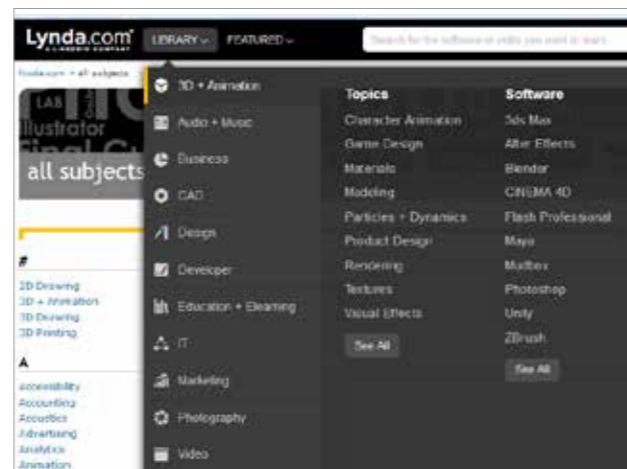 Lynda.com
A LINKEDIN COMPANY
LIBRARY
FEATURED
Search for the software or skills you want to learn
lynda.com > all subjects
LAB
Illustrator
all subjects
#
2D Drawing
3D + Animation
3D Drawing
3D Printing
A
Accessibility
Accounting
Acoustics
Advertising
Analytics
Animation
3D + Animation
Audio + Music
Business
CAD
Design
Developer
Education + Elearning
IT
Marketing
Photography
Video
Topics
Character Animation
Game Design
Materials
Modeling
Particles + Dynamics
Product Design
Rendering
Textures
Visual Effects
See All
Software
3ds Max
After Effects
Blender
CINEMA 4D
Flash Professional
Maya
Mudbox
Photoshop
Unity
ZBrush
See All